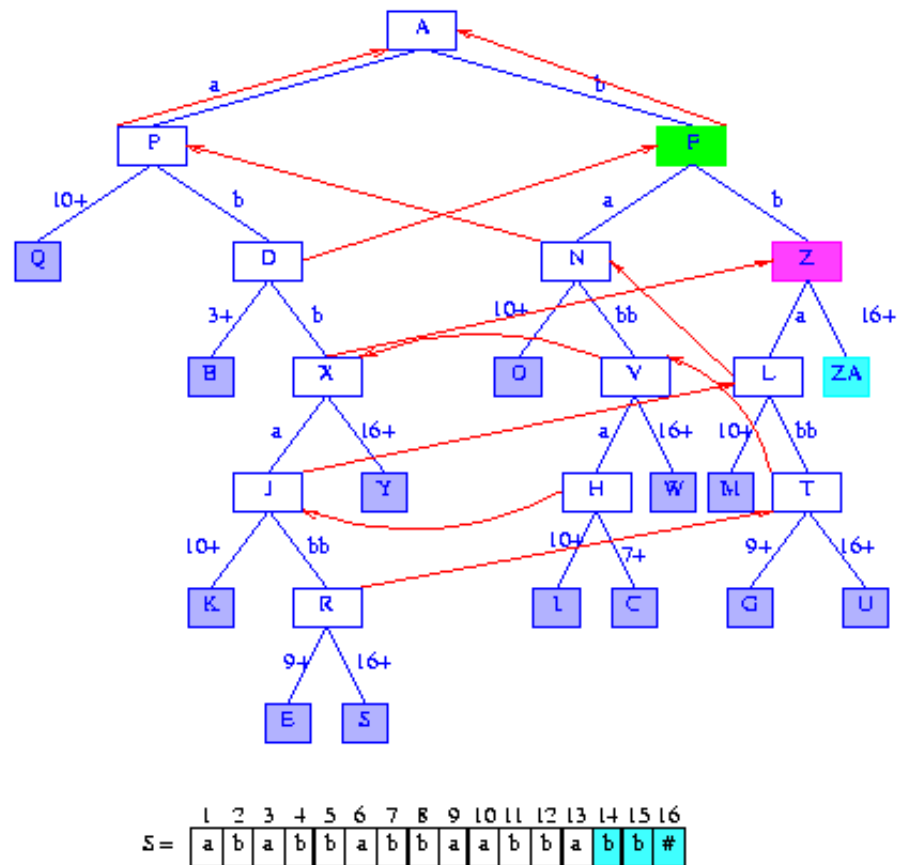 A
a b
P F
10+ b a b
Q D N Z
3+ b 10+ bb a 16+
B X O V L ZA
a 16+ a 16+ 10+ bb
J Y H W M T
10+ bb 10+ 7+ 9+ 16+
K R I C G U
9+ 16+
E S
1 2 3 4 5 6 7 8 9 10 11 12 13 14 15 16
S = a b a b b a b b a a b b a b b #